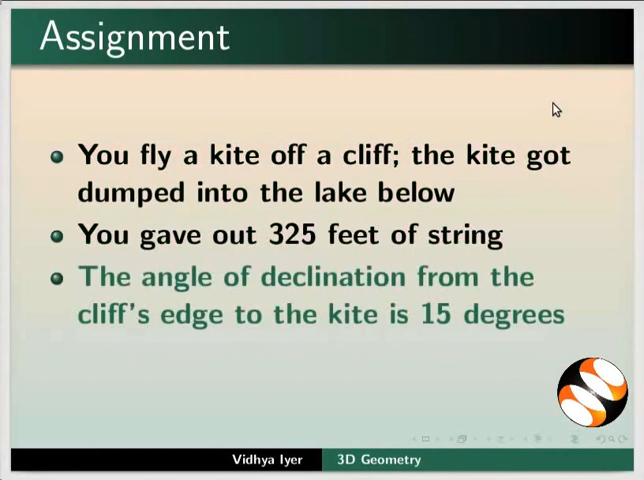 Assignment
You fly a kite off a cliff; the kite got
dumped into the lake below
You gave out 325 feet of string
The angle of declination from the
cliff's edge to the kite is 15 degrees
Vidhya Iyer 3D Geometry